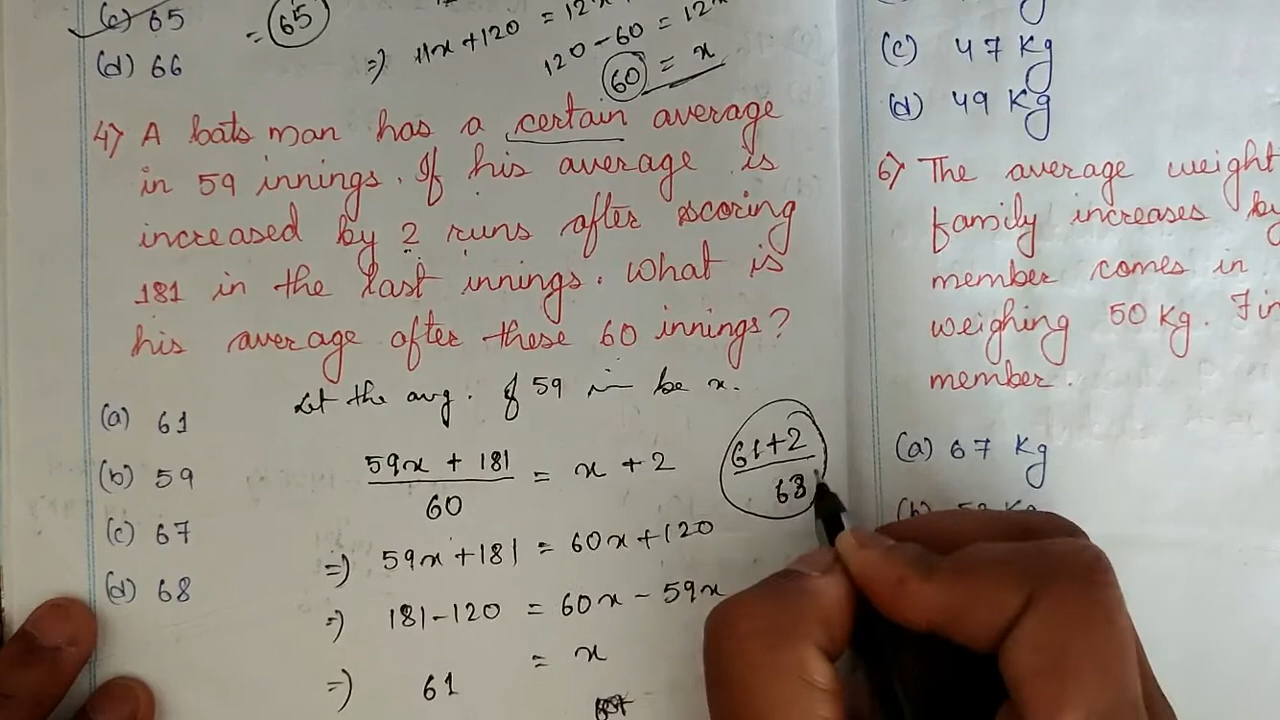 (c) 65
= 65
(d) 66
=) 11x + 120 = 12x
120 - 60 = 12x
60 = x
4) A bats man has a certain average
in 59 innings. If his average is
increased by 2 runs after scoring
181 in the last innings. What is
his average after these 60 innings?
Let the avg. of 59 in be x.
(a) 61
(b) 59
(c) 67
(d) 68
59x + 181 / 60 = x + 2
=) 59x + 181 = 60x + 120
=) 181 - 120 = 60x - 59x
=) 61 = x
61 + 2
63
(c) 47 Kg
(d) 49 Kg
6) The average weight
family increases by
member comes in
weighing 50 Kg.
member.
(a) 67 Kg
(b)